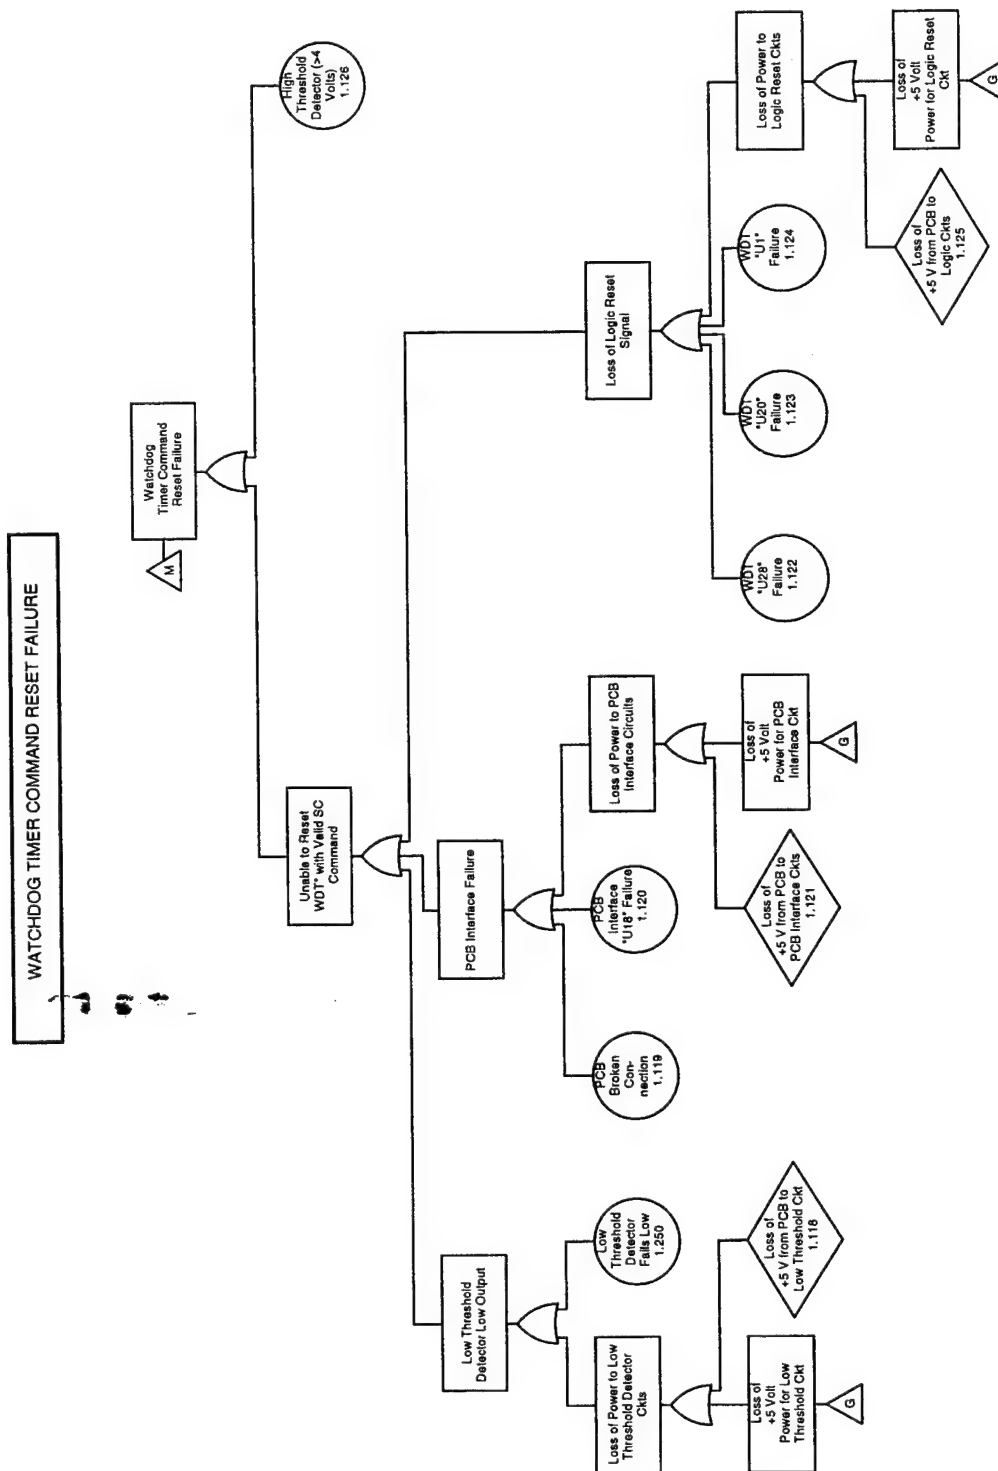 WATCHDOG TIMER COMMAND RESET FAILURE
Watchdog
Timer Command
Reset Failure
M
High
Threshold
Detector (>4
Volts)
1.126
Unable to Reset
WDT* with Valid SC
Command
Low Threshold
Detector Low Output
PCB Interface Failure
Loss of Logic Reset
Signal
Loss of Power to Low
Threshold Detector
Ckts
Low
Threshold
Detector
Fails Low
1.250
PCB
Broken
Con-
nection
1.119
PCB
Interface
"U18" Failure
1.120
Loss of Power to PCB
Interface Circuits
WDT
"U28"
Failure
1.122
WDT
"U20"
Failure
1.123
WDT
"U1"
Failure
1.124
Loss of Power to
Logic Reset Ckts
Loss of
+5 Volt
Power for Low
Threshold Ckt
G
Loss of
+5 V from PCB to
Low Threshold Ckt
1.118
Loss of
+5 V from PCB to
PCB Interface Ckts
1.121
Loss of
+5 Volt
Power for PCB
Interface Ckt
G
Loss of
+5 V from PCB to
Logic Ckts
1.125
Loss of
+5 Volt
Power for Logic Reset
Ckt
G